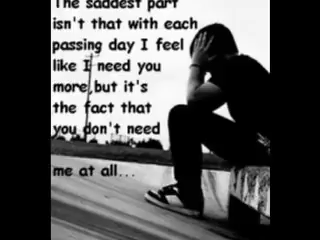 The saddest part
isn't that with each
passing day I feel
like I need you
more,but it's
the fact that
you don't need
me at all...